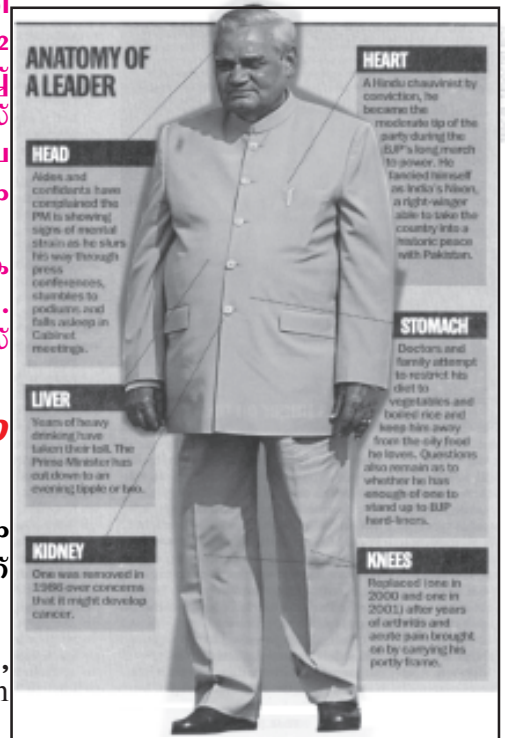 ANATOMY OF
A LEADER
HEAD
Aides and
confidants have
complained the
PM is showing
signs of mental
strain as he slurs
his way through
press
conferences,
stumbles to
podiums and
falls asleep in
Cabinet
meetings.
LIVER
Years of heavy
drinking have
taken their toll. The
Prime Minister has
cut down to an
evening tipple or two.
KIDNEY
One was removed in
1986 over concerns
that it might develop
cancer.
HEART
A Hindu chauvinist by
conviction, he
became the
moderate tip of the
party during the
BJP's long march
to power. He
fancied himself
as India's Nixon,
a right-winger
able to take the
country into a
historic peace
with Pakistan.
STOMACH
Doctors and
family attempt
to restrict his
diet to
vegetables and
boiled rice and
keep him away
from the oily food
he loves. Questions
also remain as to
whether he has
enough of one to
stand up to BJP
hard-liners.
KNEES
Replaced (one in
2000 and one in
2001) after years
of arthritis and
acute pain brought
on by carrying his
portly frame.